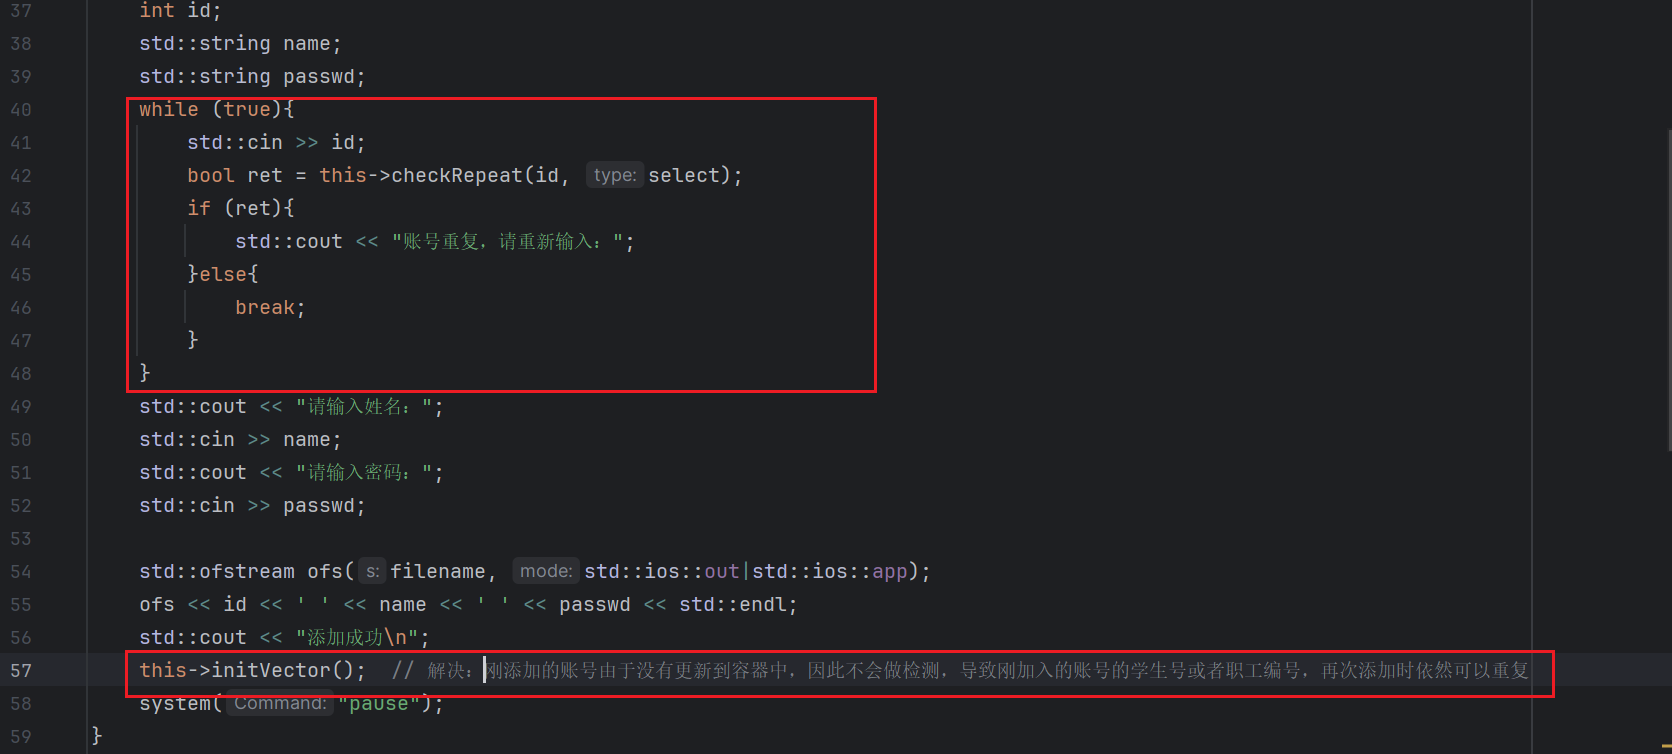 37 int id;
38 std::string name;
39 std::string passwd;
40 while (true){
41 std::cin >> id;
42 bool ret = this->checkRepeat(id, type: select);
43 if (ret){
44 std::cout << "账号重复，请重新输入：";
45 }else{
46 break;
47 }
48 }
49 std::cout << "请输入姓名：";
50 std::cin >> name;
51 std::cout << "请输入密码：";
52 std::cin >> passwd;
53
54 std::ofstream ofs( s: filename, mode: std::ios::out|std::ios::app);
55 ofs << id << ' ' << name << ' ' << passwd << std::endl;
56 std::cout << "添加成功\n";
57 this->initVector(); // 解决：刚添加的账号由于没有更新到容器中，因此不会做检测，导致刚加入的账号的学生号或者职工编号，再次添加时依然可以重复
58 system( Command: "pause");
59 }